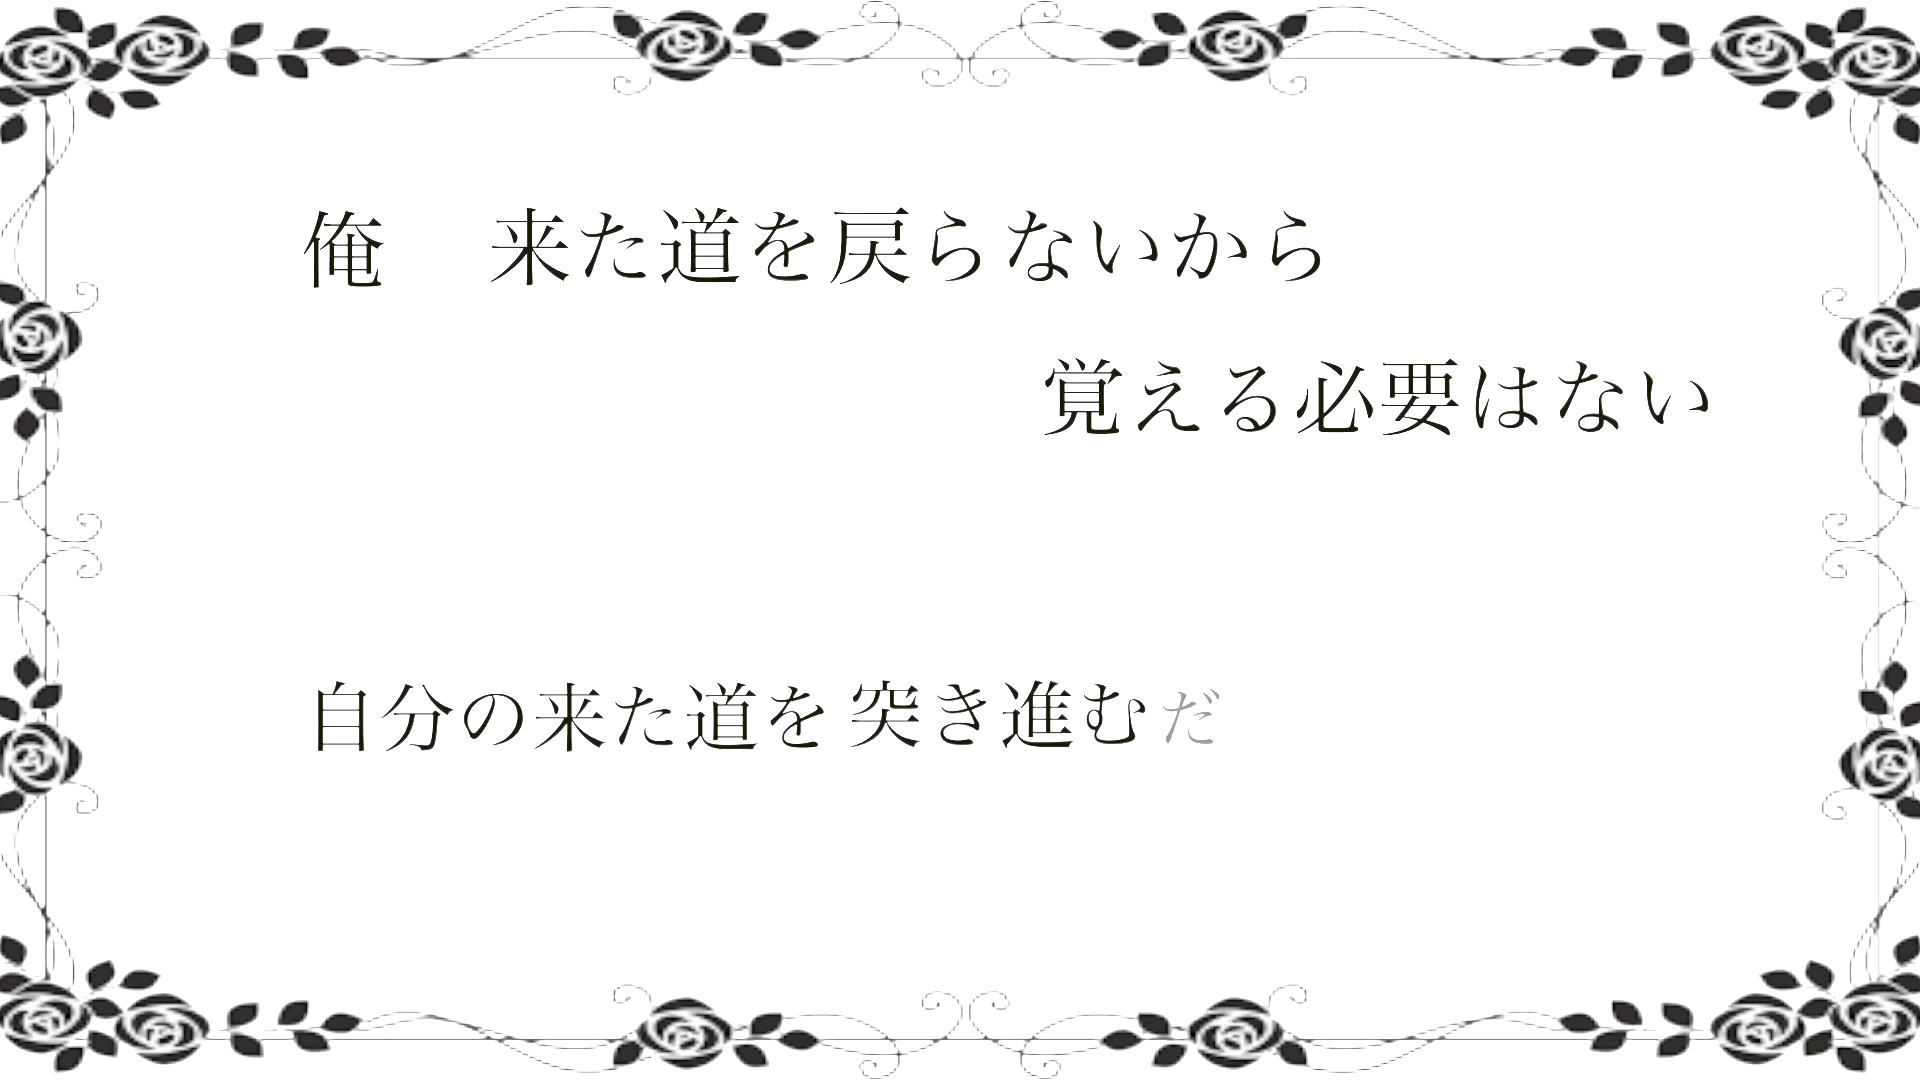 俺　来た道を戻らないから
覚える必要はない
自分の来た道を突き進むだ